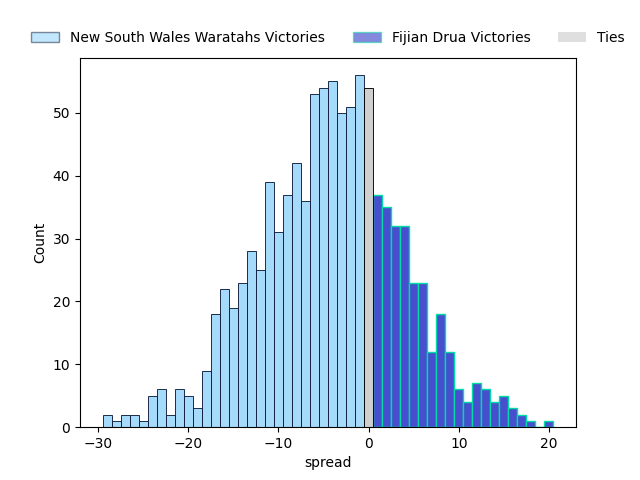 New South Wales Waratahs Victories Fijian Drua Victories Ties
50
40
30
20
10
0
Count
−30 −20 −10 0 10 20
spread